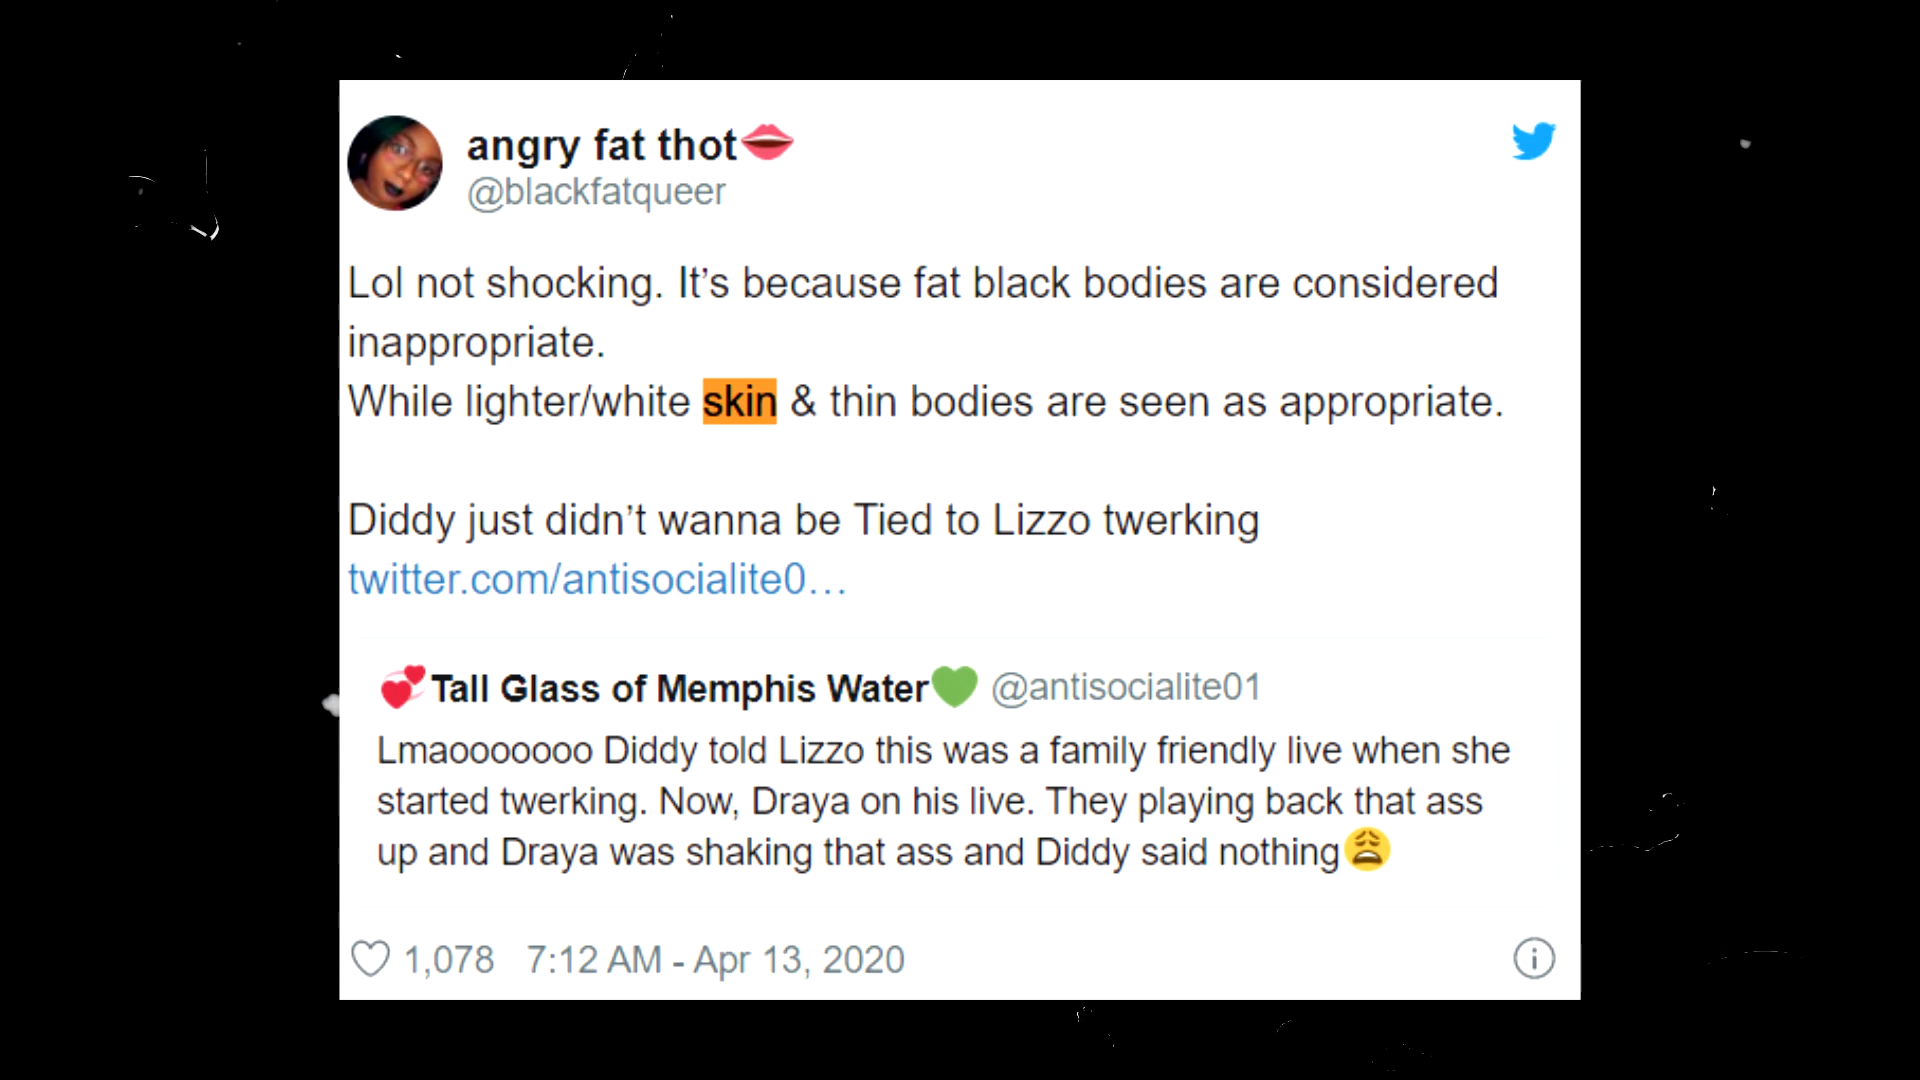 angry fat thot👄
@blackfatqueer
Lol not shocking. It’s because fat black bodies are considered
inappropriate.
While lighter/white skin & thin bodies are seen as appropriate.
Diddy just didn’t wanna be Tied to Lizzo twerking
twitter.com/antisocialite0…
💞Tall Glass of Memphis Water💚 @antisocialite01
Lmaooooooo Diddy told Lizzo this was a family friendly live when she
started twerking. Now, Draya on his live. They playing back that ass
up and Draya was shaking that ass and Diddy said nothing😩
1,078 7:12 AM - Apr 13, 2020